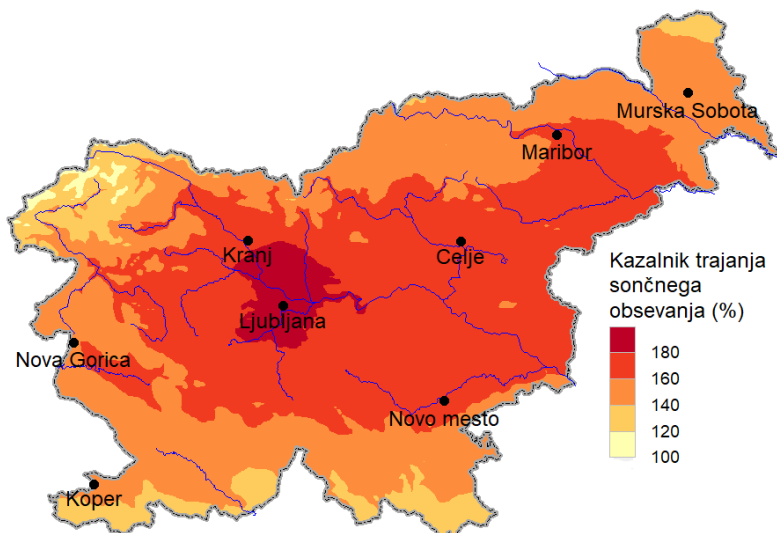 Murska Sobota
Maribor
Kranj
Celje
Ljubljana
Nova Gorica
Novo mesto
Koper
Kazalnik trajanja
sončnega
obsevanja (%)
180
160
140
120
100